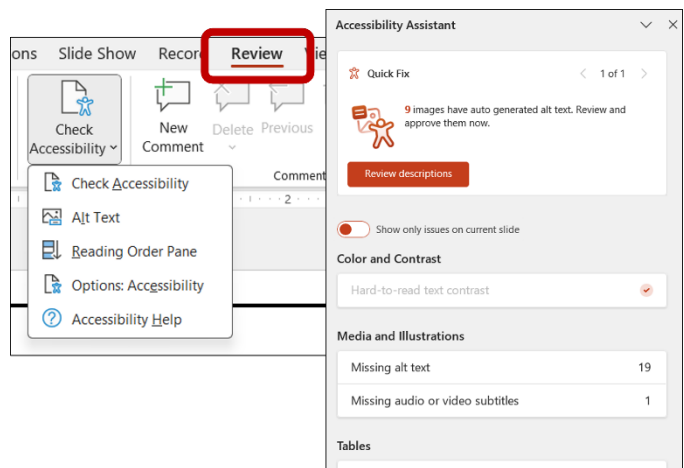 ons Slide Show Record Review Vie
Check
Accessibility
New
Comment
Delete
Previous
Comment
Check Accessibility
Alt Text
Reading Order Pane
Options: Accessibility
Accessibility Help
2
Accessibility Assistant
Quick Fix
1 of 1
9 images have auto generated alt text. Review and
approve them now.
Review descriptions
Show only issues on current slide
Color and Contrast
Hard-to-read text contrast
Media and Illustrations
Missing alt text 19
Missing audio or video subtitles 1
Tables